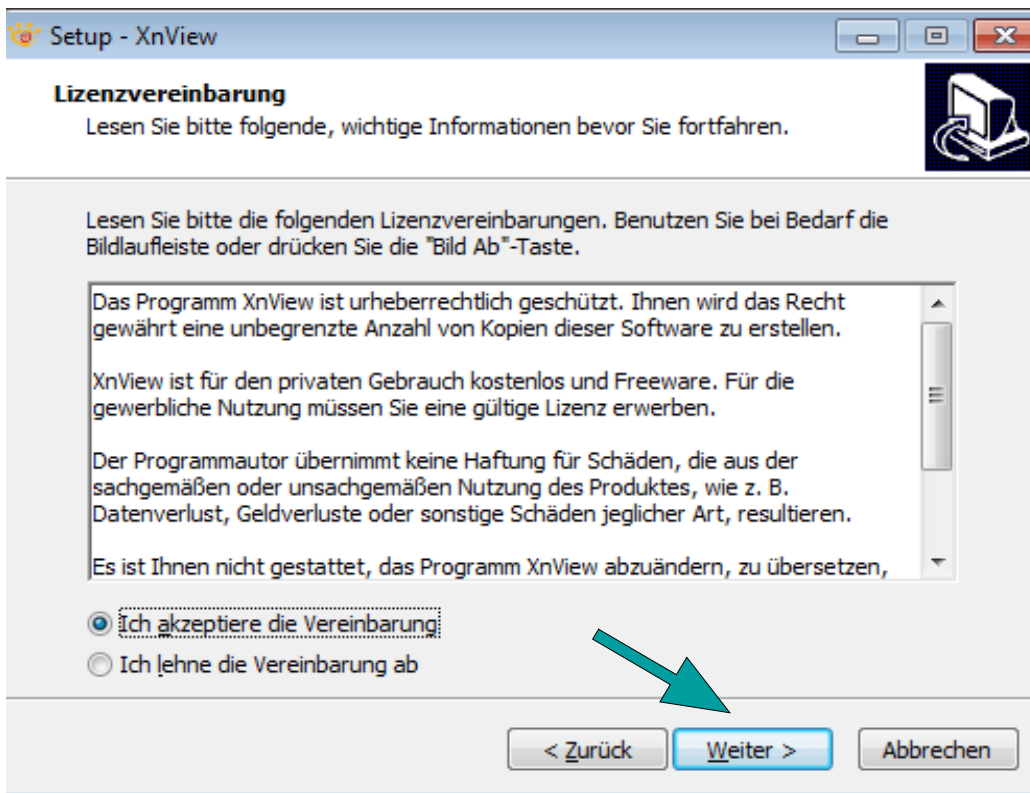 Setup - XnView
Lizenzvereinbarung
Lesen Sie bitte folgende, wichtige Informationen bevor Sie fortfahren.
Lesen Sie bitte die folgenden Lizenzvereinbarungen. Benutzen Sie bei Bedarf die
Bildlaufleiste oder drücken Sie die "Bild Ab"-Taste.
Das Programm XnView ist urheberrechtlich geschützt. Ihnen wird das Recht
gewährt eine unbegrenzte Anzahl von Kopien dieser Software zu erstellen.
XnView ist für den privaten Gebrauch kostenlos und Freeware. Für die
gewerbliche Nutzung müssen Sie eine gültige Lizenz erwerben.
Der Programmautor übernimmt keine Haftung für Schäden, die aus der
sachgemäßen oder unsachgemäßen Nutzung des Produktes, wie z. B.
Datenverlust, Geldverluste oder sonstige Schäden jeglicher Art, resultieren.
Es ist Ihnen nicht gestattet, das Programm XnView abzuändern, zu übersetzen,
Ich akzeptiere die Vereinbarung
Ich lehne die Vereinbarung ab
< Zurück Weiter > Abbrechen